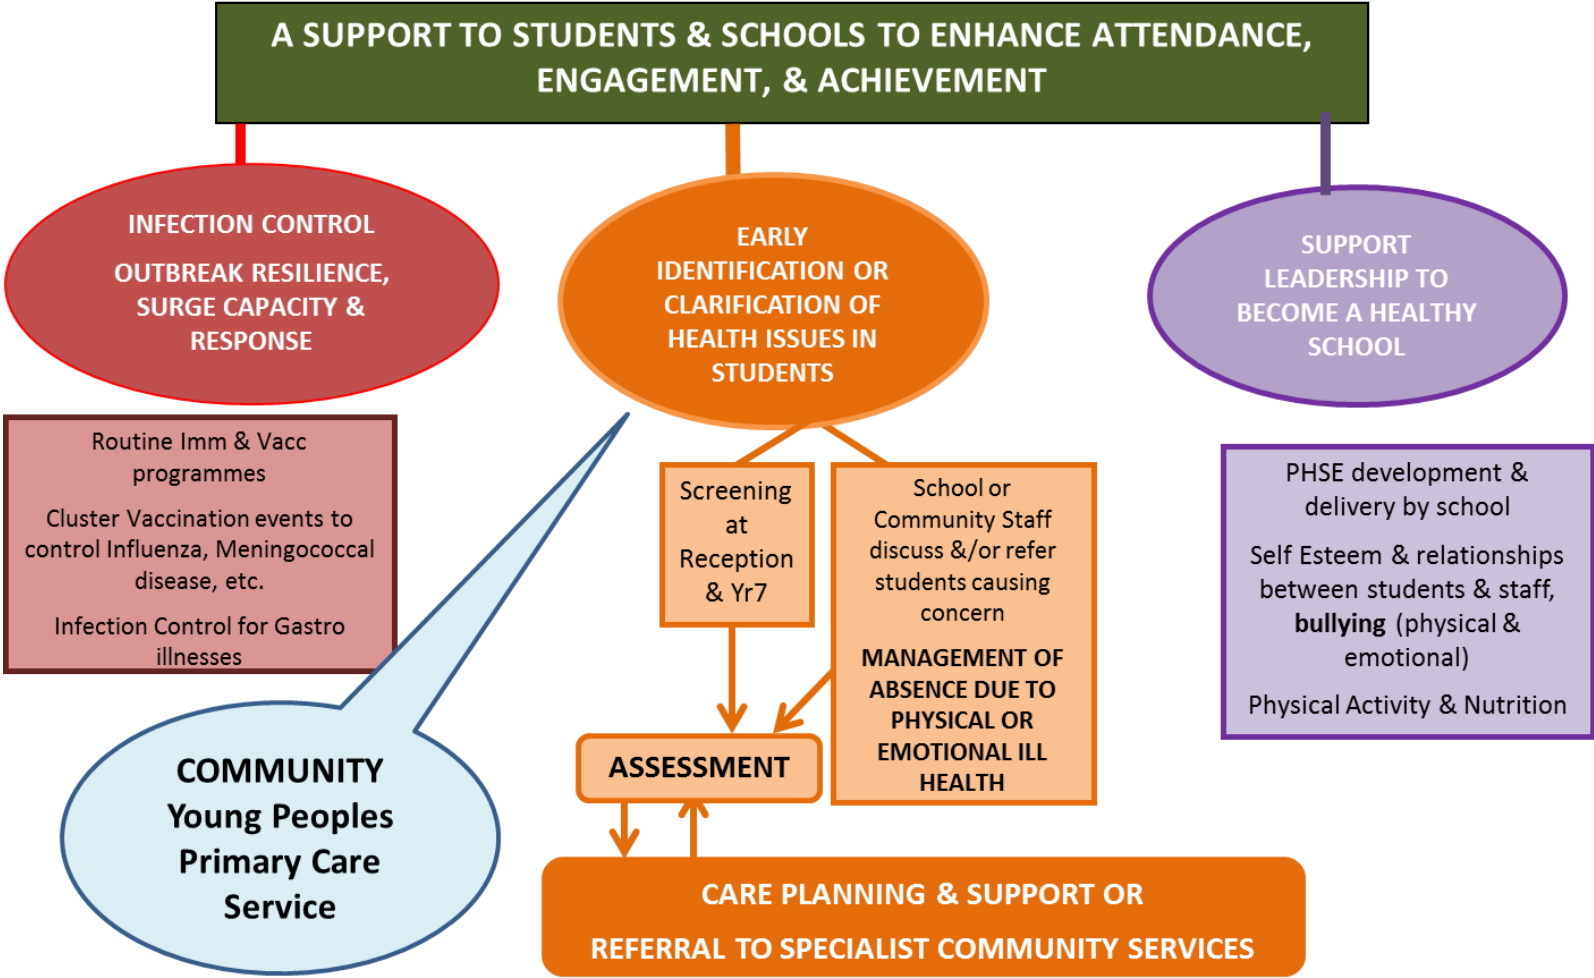 A SUPPORT TO STUDENTS & SCHOOLS TO ENHANCE ATTENDANCE,
ENGAGEMENT, & ACHIEVEMENT
INFECTION CONTROL
OUTBREAK RESILIENCE,
SURGE CAPACITY &
RESPONSE
EARLY
IDENTIFICATION OR
CLARIFICATION OF
HEALTH ISSUES IN
STUDENTS
SUPPORT
LEADERSHIP TO
BECOME A HEALTHY
SCHOOL
Routine Imm & Vacc
programmes
Cluster Vaccination events to
control Influenza, Meningococcal
disease, etc.
Infection Control for Gastro
illnesses
Screening
at
Reception
& Yr7
School or
Community Staff
discuss &/or refer
students causing
concern
MANAGEMENT OF
ABSENCE DUE TO
PHYSICAL OR
EMOTIONAL ILL
HEALTH
PHSE development &
delivery by school
Self Esteem & relationships
between students & staff,
bullying (physical &
emotional)
Physical Activity & Nutrition
COMMUNITY
Young Peoples
Primary Care
Service
ASSESSMENT
CARE PLANNING & SUPPORT OR
REFERRAL TO SPECIALIST COMMUNITY SERVICES